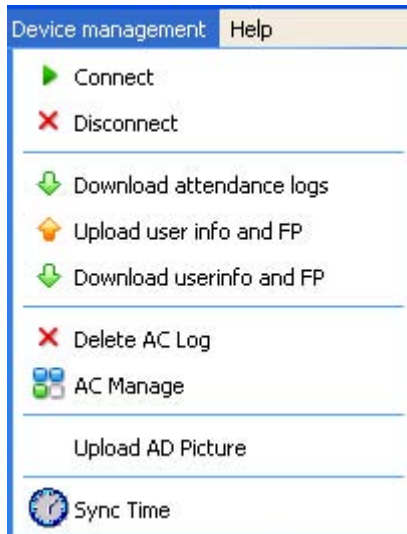 Device management Help
Connect
Disconnect
Download attendance logs
Upload user info and FP
Download userinfo and FP
Delete AC Log
AC Manage
Upload AD Picture
Sync Time